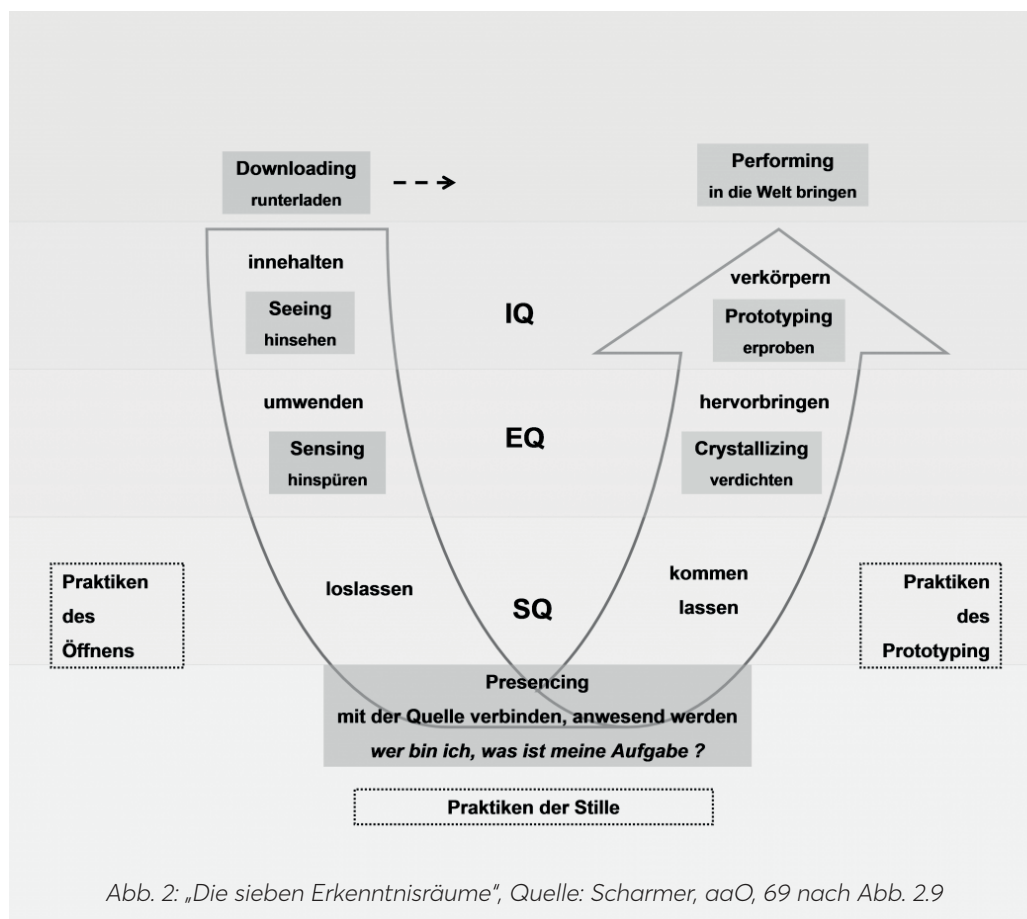 Downloading
runterladen
Performing
in die Welt bringen
innehalten
Seeing
hinsehen
IQ
verkörpern
Prototyping
erproben
umwenden
Sensing
hinspüren
EQ
hervorbringen
Crystallizing
verdichten
Praktiken
des
Öffnens
loslassen
SQ
kommen
lassen
Praktiken
des
Prototyping
Presencing
mit der Quelle verbinden, anwesend werden
wer bin ich, was ist meine Aufgabe ?
Praktiken der Stille
Abb. 2: „Die sieben Erkenntnisräume“, Quelle: Scharmer, aaO, 69 nach Abb. 2.9